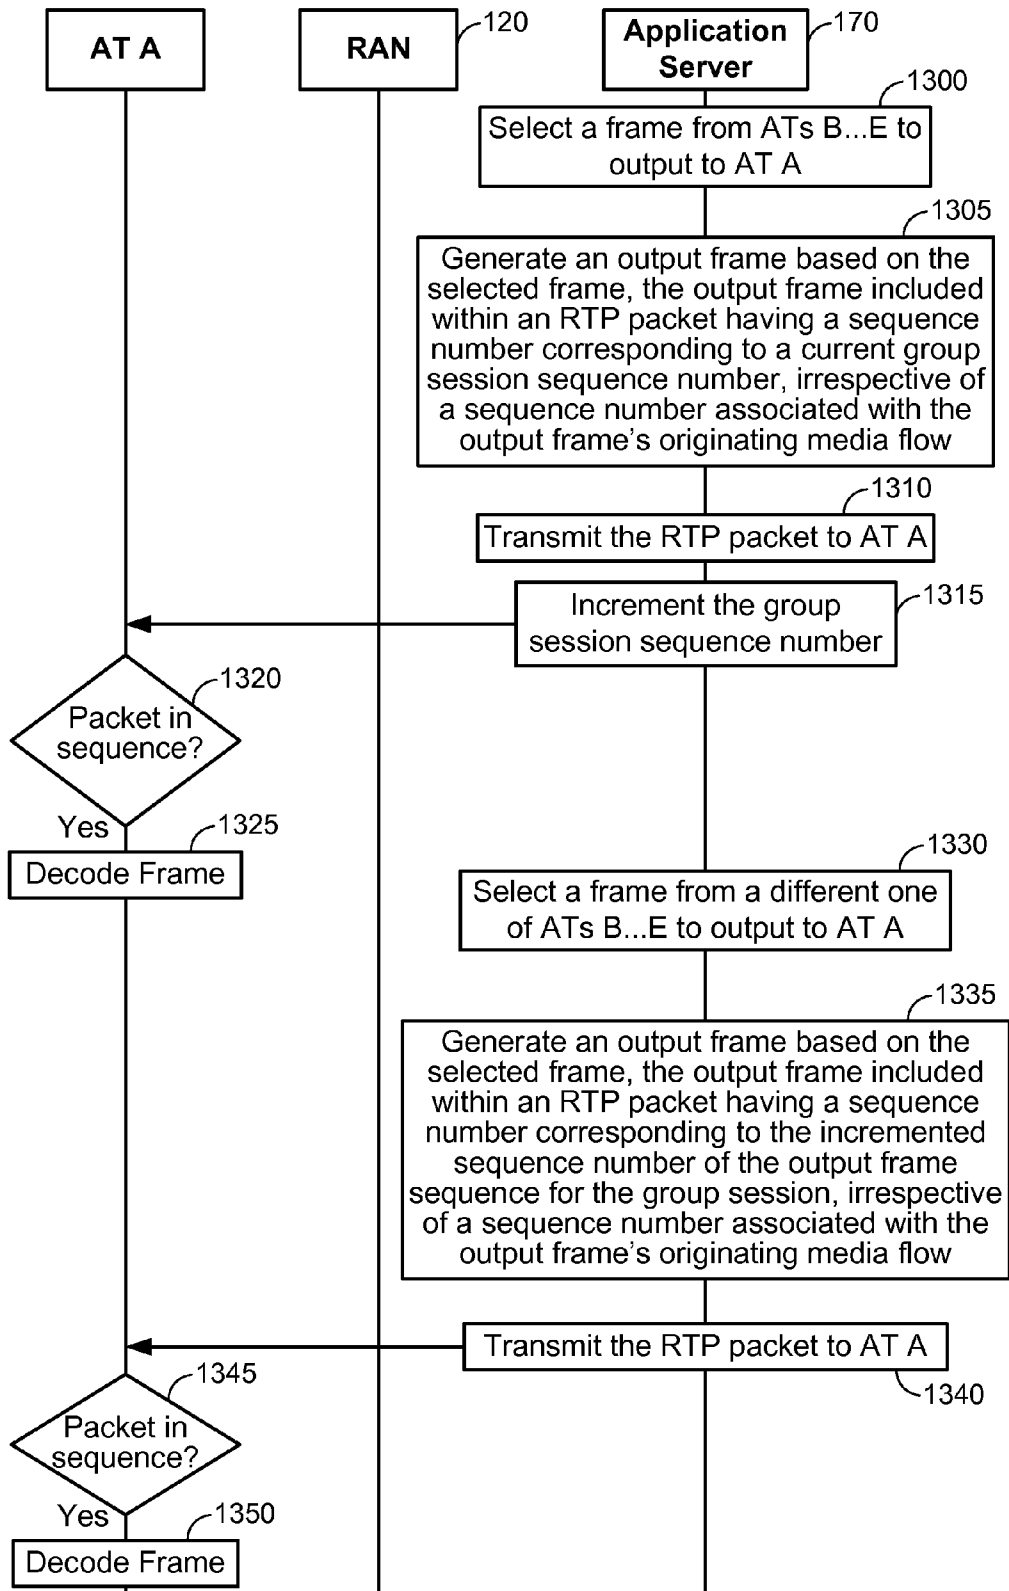 AT A
RAN
120
Application
Server
170
1300
Select a frame from ATs B...E to
output to AT A
1305
Generate an output frame based on the
selected frame, the output frame included
within an RTP packet having a sequence
number corresponding to a current group
session sequence number, irrespective of
a sequence number associated with the
output frame's originating media flow
1310
Transmit the RTP packet to AT A
1315
Increment the group
session sequence number
1320
Packet in
sequence?
Yes
1325
Decode Frame
1330
Select a frame from a different one
of ATs B...E to output to AT A
1335
Generate an output frame based on the
selected frame, the output frame included
within an RTP packet having a sequence
number corresponding to the incremented
sequence number of the output frame
sequence for the group session, irrespective
of a sequence number associated with the
output frame's originating media flow
Transmit the RTP packet to AT A
1340
1345
Packet in
sequence?
Yes
1350
Decode Frame